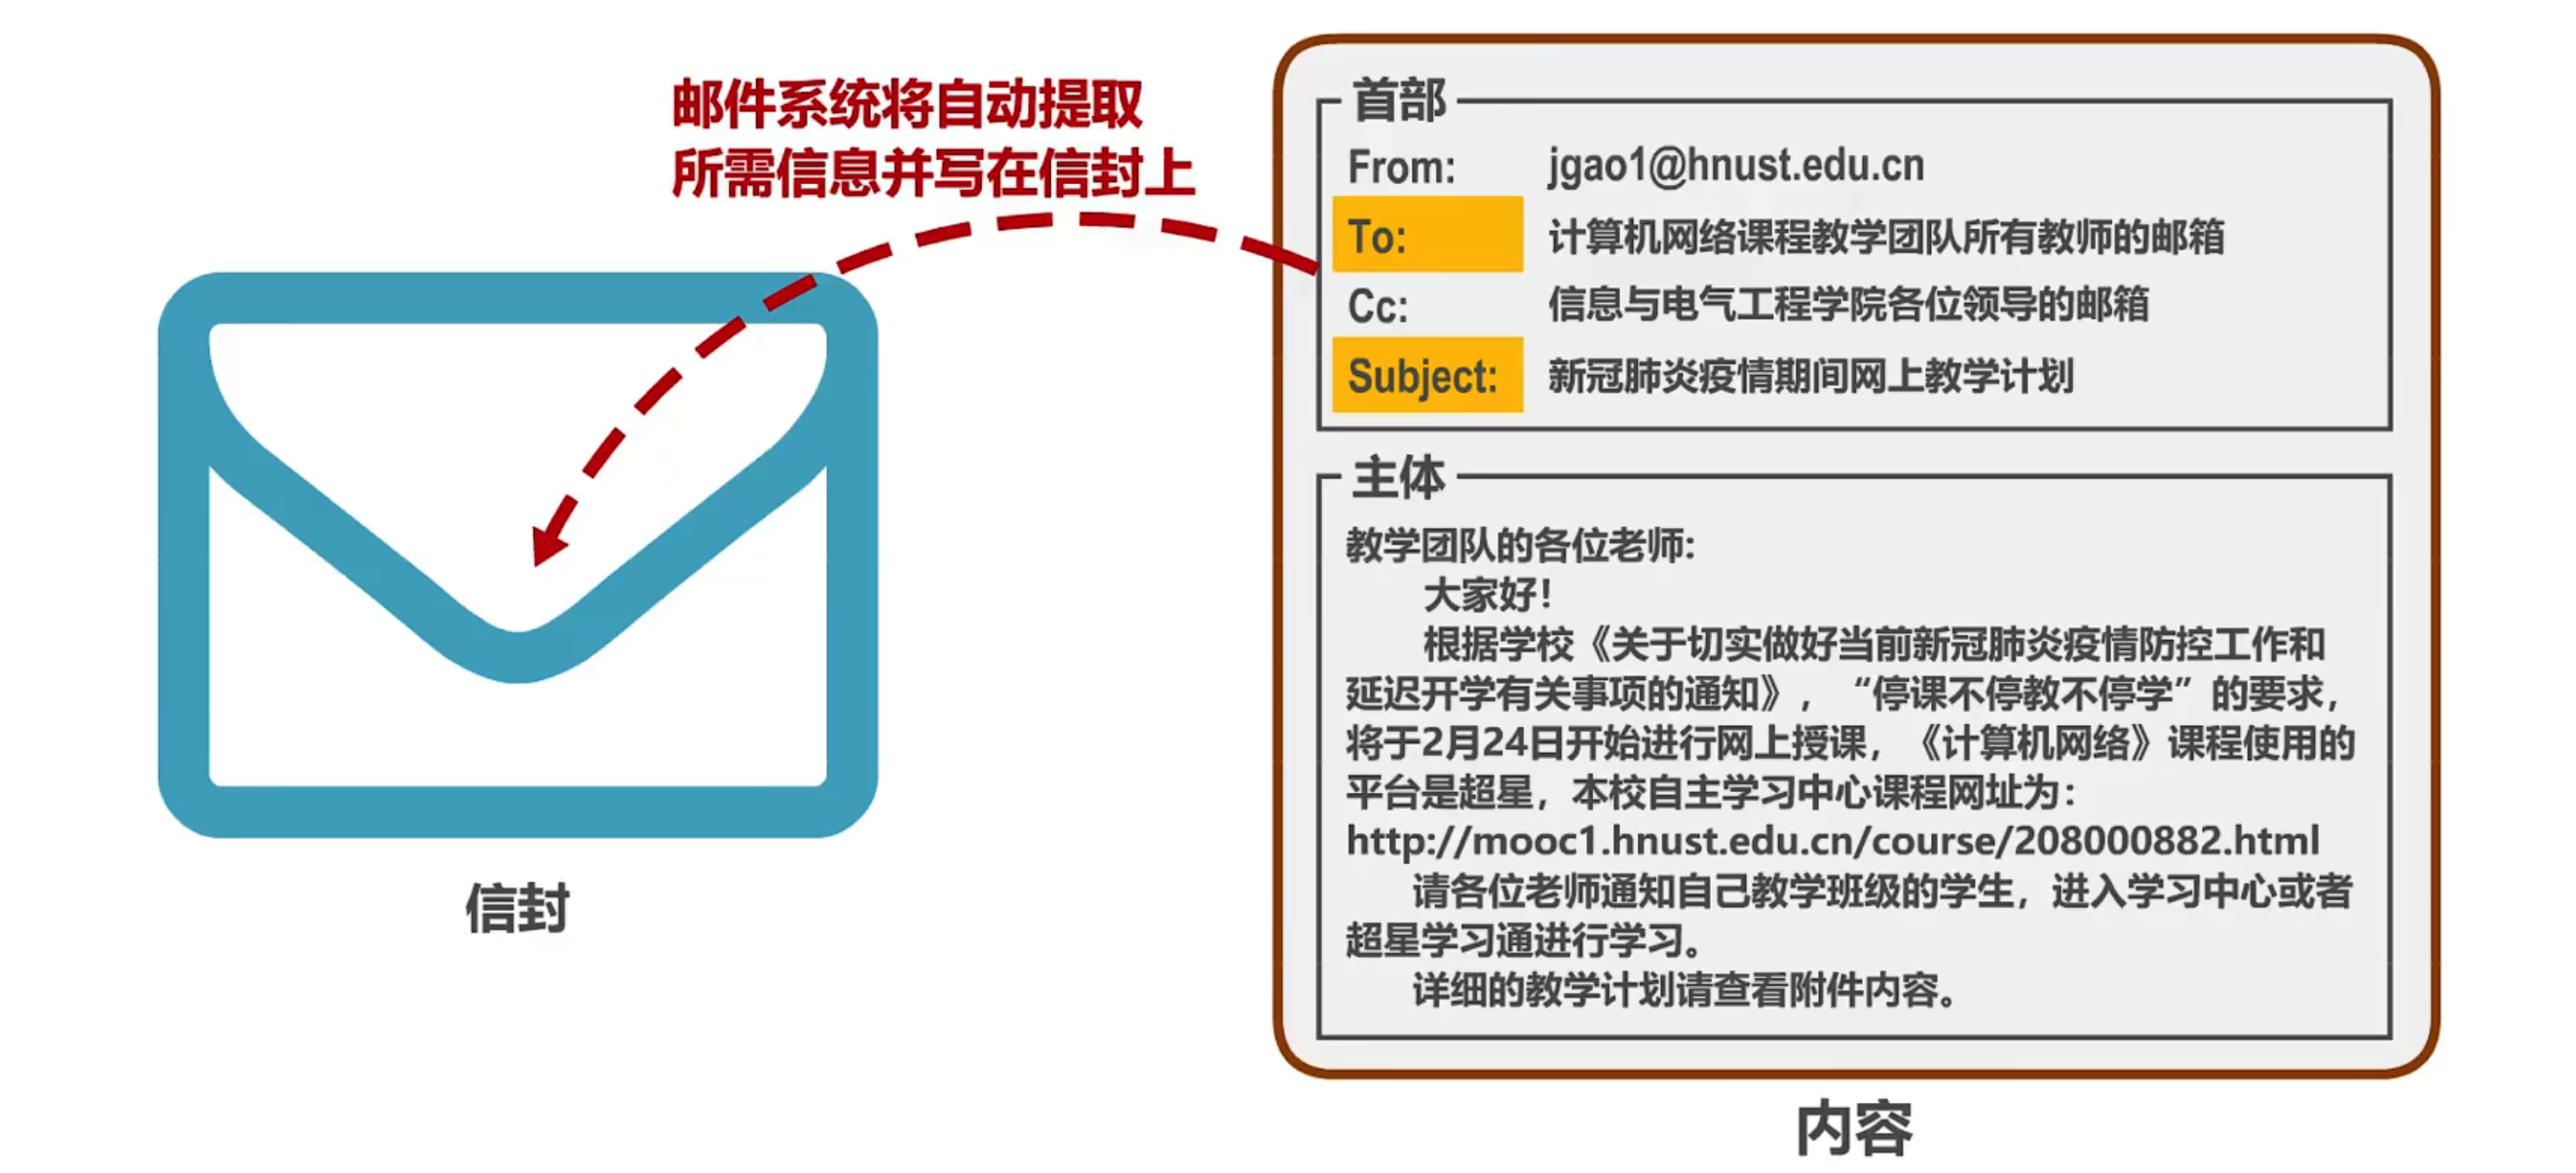 邮件系统将自动提取
所需信息并写在信封上
信封
首部
From: jgao1@hnust.edu.cn
To: 计算机网络课程教学团队所有教师的邮箱
Cc: 信息与电气工程学院各位领导的邮箱
Subject: 新冠肺炎疫情期间网上教学计划
主体
教学团队的各位老师:
大家好！
根据学校《关于切实做好当前新冠肺炎疫情防控工作和
延迟开学有关事项的通知》，“停课不停教不停学”的要求，
将于2月24日开始进行网上授课，《计算机网络》课程使用的
平台是超星，本校自主学习中心课程网址为：
http://mooc1.hnust.edu.cn/course/208000882.html
请各位老师通知自己教学班级的学生，进入学习中心或者
超星学习通进行学习。
详细的教学计划请查看附件内容。
内容